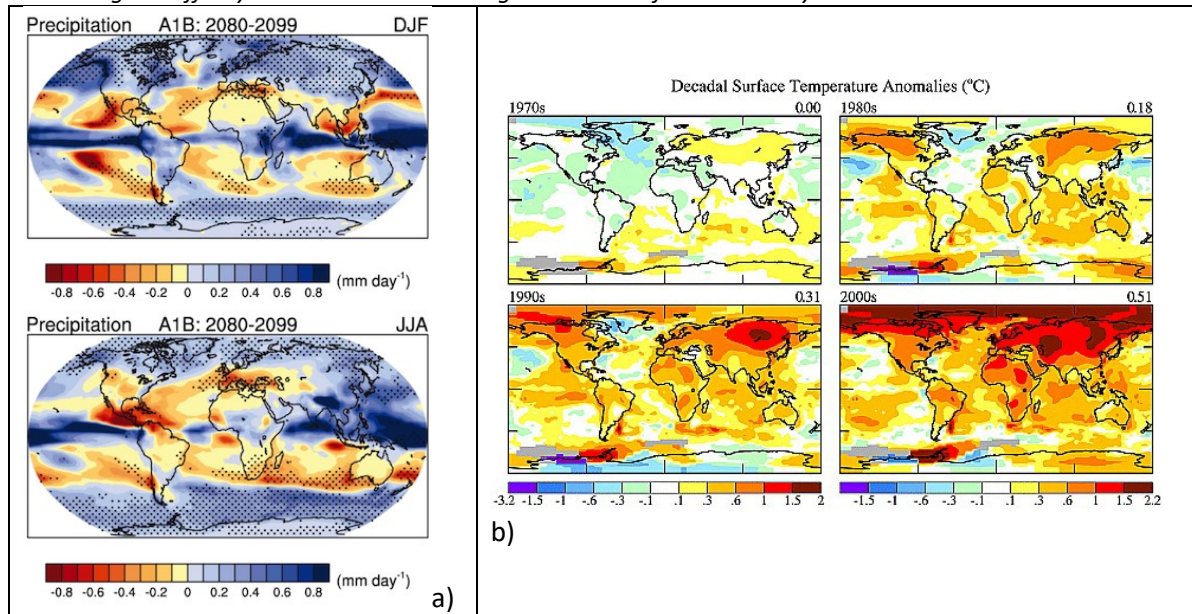 Precipitation A1B: 2080-2099 DJF
-0.8 -0.6 -0.4 -0.2 0 0.2 0.4 0.6 0.8 (mm day-1)
Precipitation A1B: 2080-2099 JJA
-0.8 -0.6 -0.4 -0.2 0 0.2 0.4 0.6 0.8 (mm day-1)
a)
Decadal Surface Temperature Anomalies (°C)
1970s 0.00
1980s 0.18
1990s 0.31
2000s 0.51
-3.2 -1.5 -1 -.6 -.3 -.1 .1 .3 .6 1 1.5 2
-1.5 -1 -.6 -.3 -.1 .1 .3 .6 1 1.5 2.2
b)